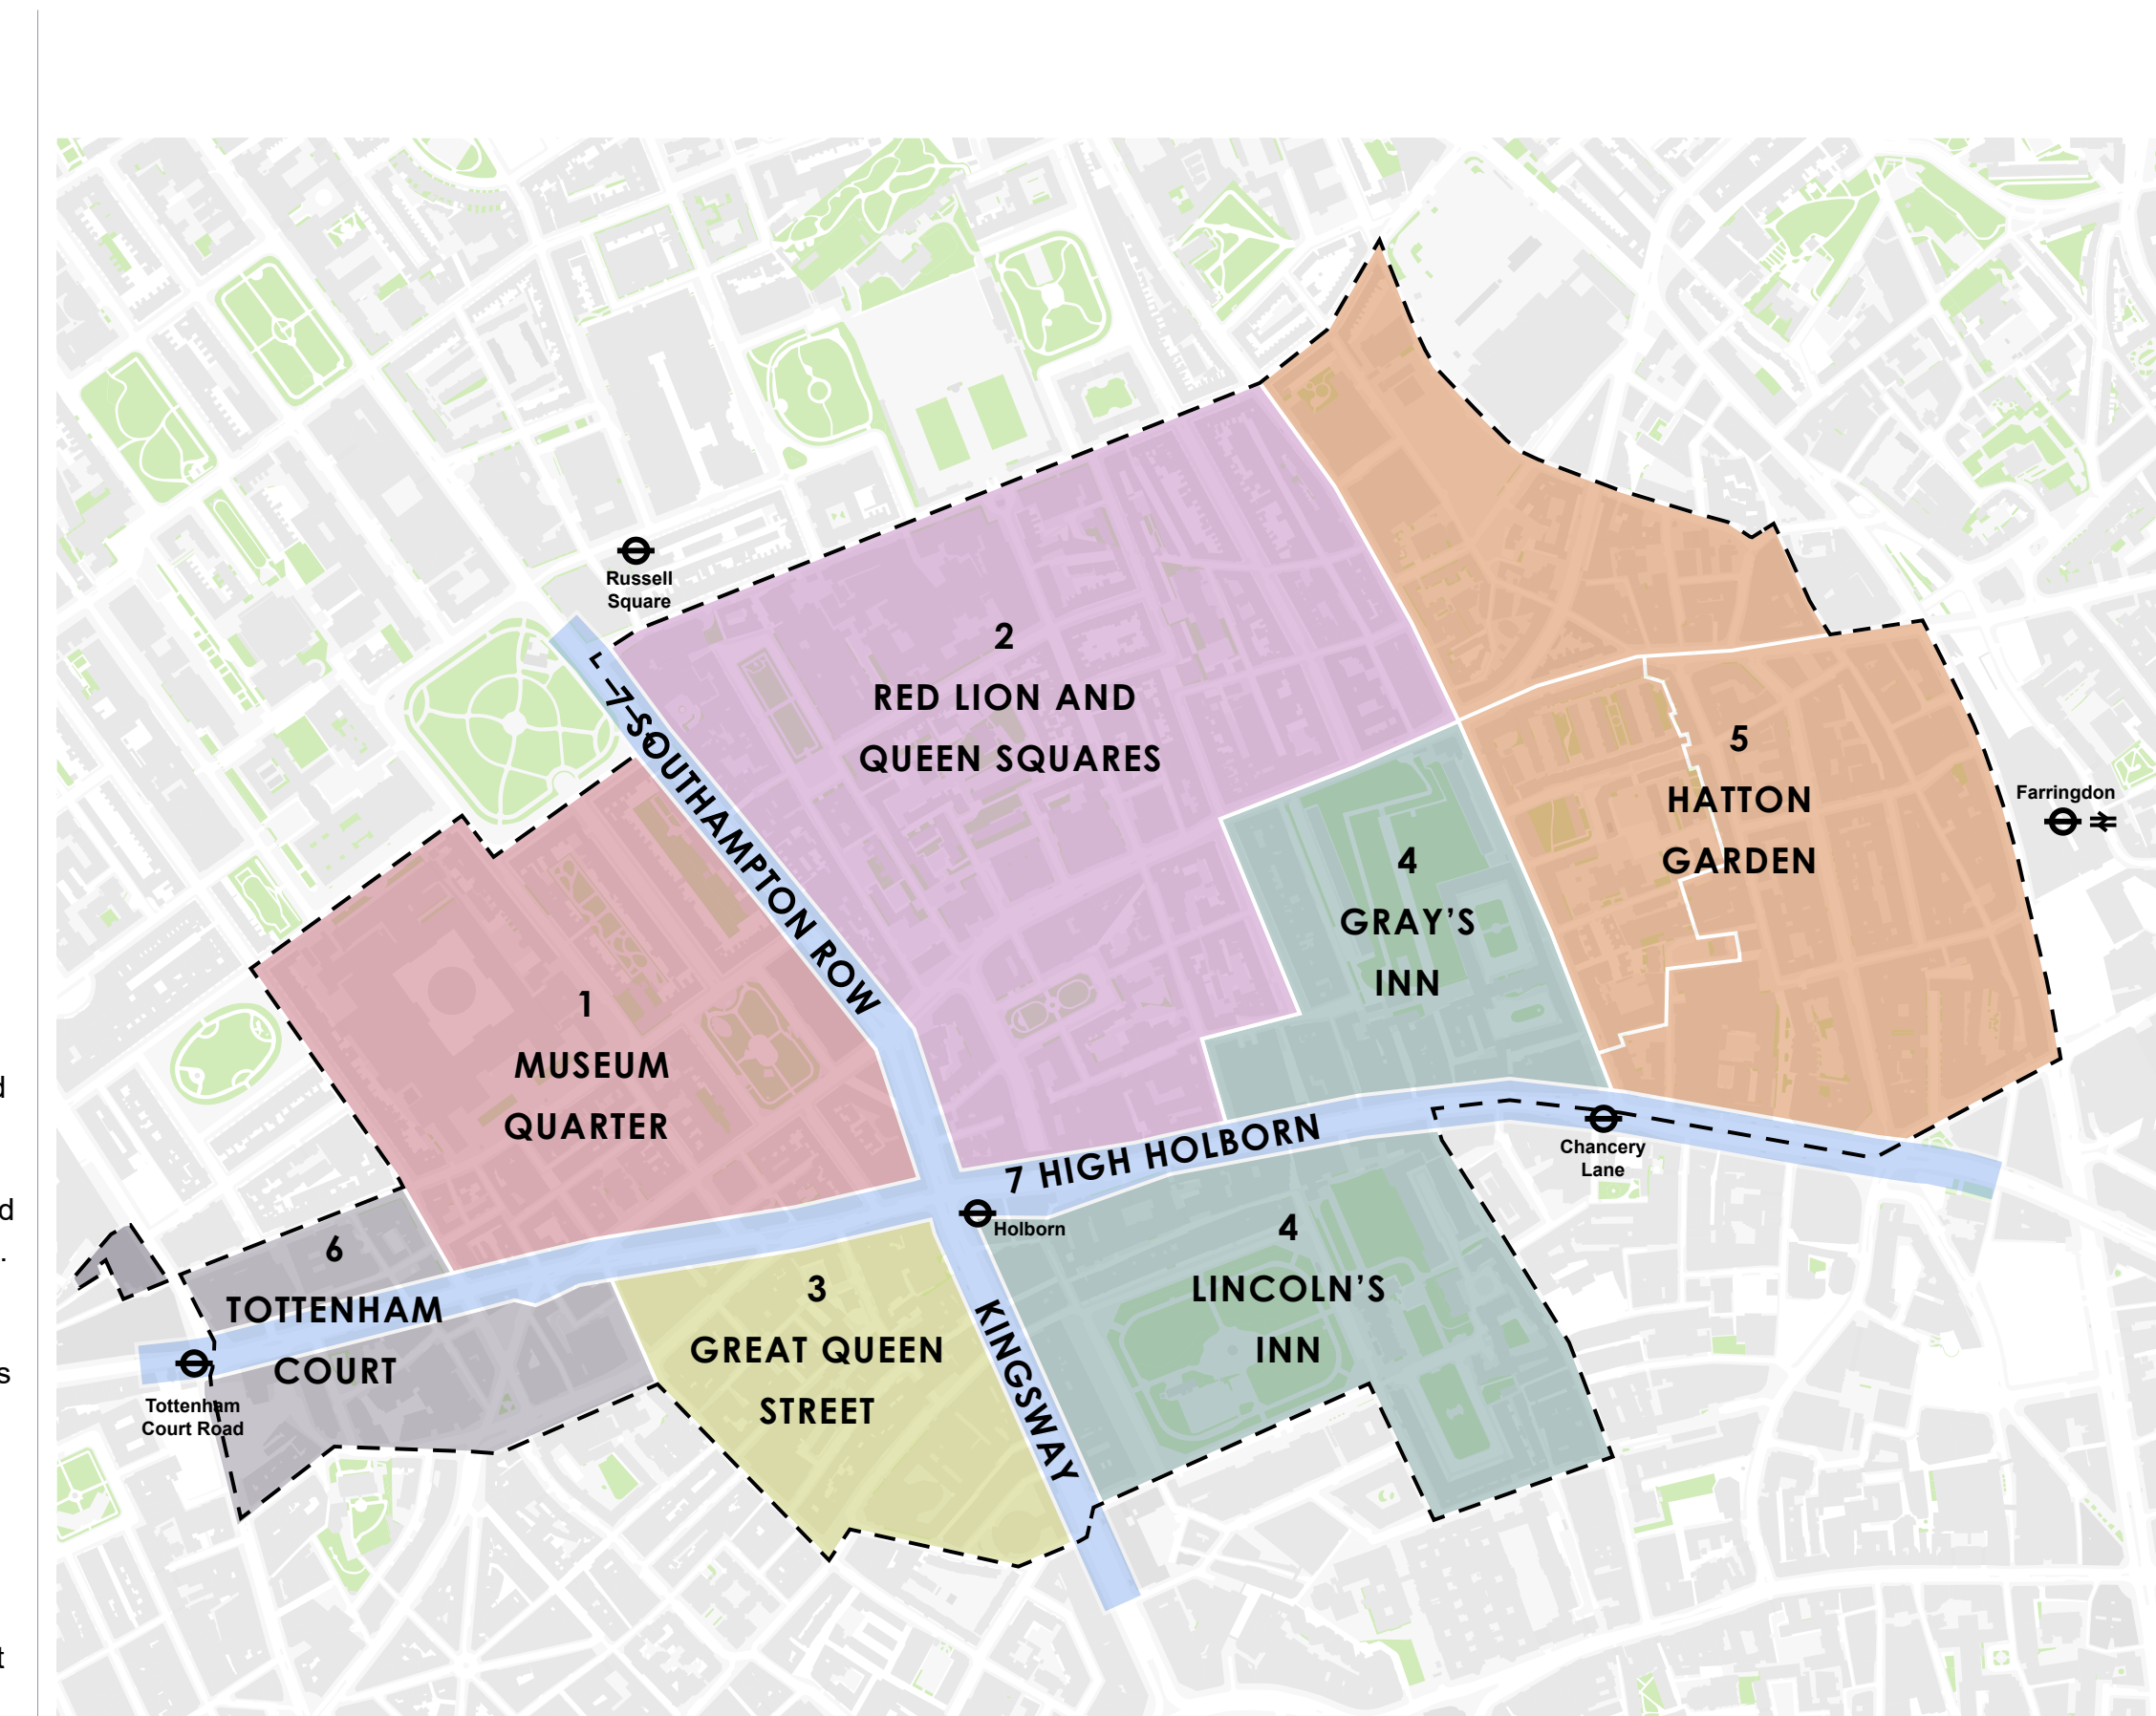 Russell
Square
2
RED LION AND
QUEEN SQUARES
7 SOUTHAMPTON ROW
5
HATTON
GARDEN
Farringdon
4
GRAY'S
INN
1
MUSEUM
QUARTER
d
7 HIGH HOLBORN
Chancery
Lane
d
.
Holborn
6
TOTTENHAM
COURT
4
LINCOLN'S
INN
3
GREAT QUEEN
STREET
KINGSWAY
s
Tottenham
Court Road
t